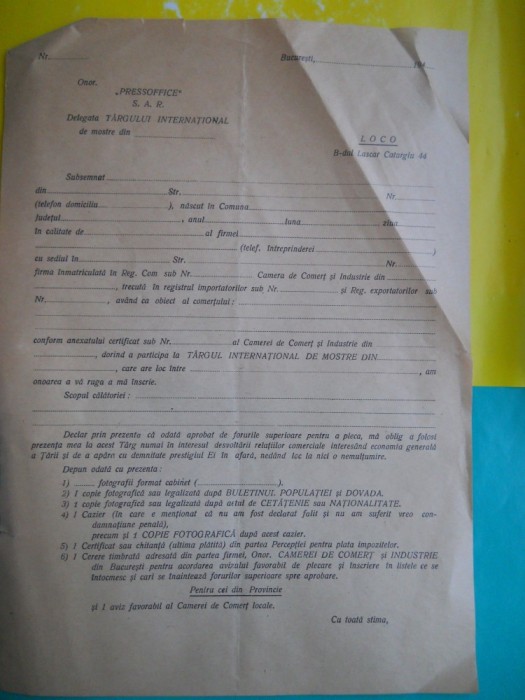 Nr.
București, 194
Onor.
„PRESSOFFICE"
S. A. R.
Delegata TÂRGULUI INTERNAȚIONAL
de mostre din
LOCO
B-dul Lascar Catargiu 44
Subsemnat
din Str. Nr.
(telefon domiciliu ), născut în Comuna
Județul , anul luna ziua
în calitate de al firmei
(telef. întreprinderei )
cu sediul în Str. Nr.
firma înmatriculată în Reg. Com sub Nr. Camera de Comerț și Industrie din
, trecută în registrul importatorilor sub Nr. și Reg. exportatorilor sub
Nr. , având ca obiect al comerțului :
conform anexatului certificat sub Nr. al Camerei de Comerț și Industrie din
, dorind a participa la TÂRGUL INTERNAȚIONAL DE MOSTRE DIN
, care are loc între , am
onoarea a vă ruga a mă înscrie.
Scopul călătoriei :
Declar prin prezenta că odată aprobat de forurile superioare pentru a pleca, mă oblig a folosi
prezența mea la acest Târg numai în interesul desvoltării relațiilor comerciale interesând economia generală
a Țării și de a apăra cu demnitate prestigiul Ei în afară, nedând loc la nici o nemulțumire.
Depun odată cu prezenta :
1) fotografii format cabinet ( ).
2) 1 copie fotografică sau legalizată după BULETINUL POPULAȚIEI și DOVADA.
3) 1 copie fotografică sau legalizată după actul de CETĂȚENIE sau NAȚIONALITATE.
4) 1 Cazier (în care e menționat că nu am fost declarat falit și nu am suferit vreo con-
damnațiune penală),
precum și 1 COPIE FOTOGRAFICĂ după acest cazier.
5) 1 Certificat sau chitanță (ultima plătită) din partea Percepției pentru plata impozitelor.
6) 1 Cerere timbrată adresată din partea firmei, Onor. CAMEREI DE COMERȚ și INDUSTRIE
din București pentru acordarea avizului favorabil de plecare și înscriere în listele ce se
întocmesc și cari se înaintează forurilor superioare spre aprobare.
Pentru cei din Provincie
și 1 aviz favorabil al Camerei de Comerț locale.
Cu toată stima,